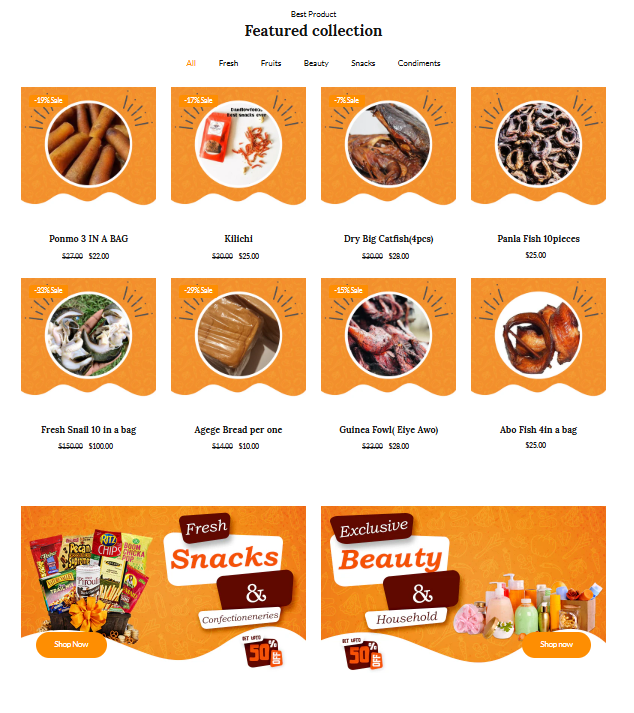 Best Product
Featured collection
All Fresh Fruits Beauty Snacks Condiments
-19% Sale
-17% Sale
-7% Sale
Ponmo 3 IN A BAG
$27.00 $22.00
Kilichi
$30.00 $25.00
Dry Big Catfish(4pcs)
$30.00 $28.00
Panla Fish 10pieces
$25.00
-23% Sale
-29% Sale
-15% Sale
Fresh Snail 10 in a bag
$150.00 $100.00
Agege Bread per one
$14.00 $10.00
Guinea Fowl( Eiye Awo)
$33.00 $28.00
Abo Fish 4in a bag
$25.00
Fresh
Snacks
&
Confectioneneries
RITZ
CHIPS
Pecan
GET UPTO
50% OFF
Shop Now
Exclusive
Beauty
&
Household
GET UPTO
50% OFF
Shop now